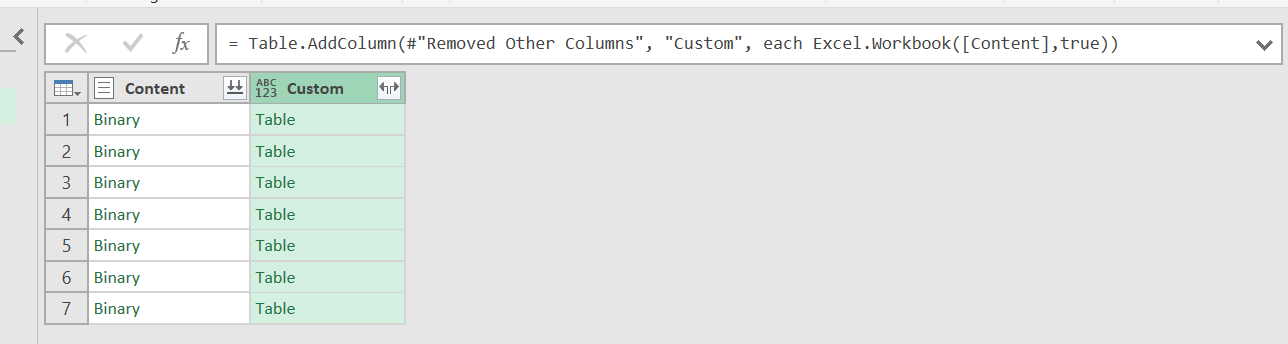 fx = Table.AddColumn(#"Removed Other Columns", "Custom", each Excel.Workbook([Content],true))
Content ABC 123 Custom
1 Binary Table
2 Binary Table
3 Binary Table
4 Binary Table
5 Binary Table
6 Binary Table
7 Binary Table